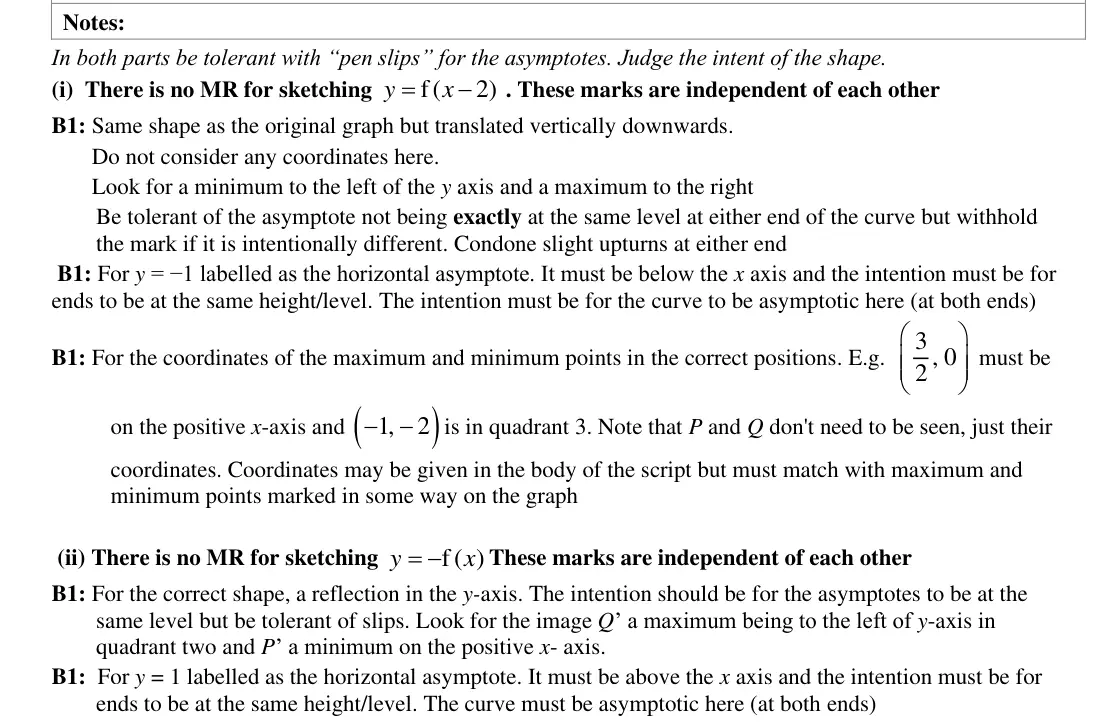 Notes:
In both parts be tolerant with “pen slips” for the asymptotes. Judge the intent of the shape.
(i) There is no MR for sketching y = f(x − 2) . These marks are independent of each other
B1: Same shape as the original graph but translated vertically downwards.
Do not consider any coordinates here.
Look for a minimum to the left of the y axis and a maximum to the right
Be tolerant of the asymptote not being exactly at the same level at either end of the curve but withhold
the mark if it is intentionally different. Condone slight upturns at either end
B1: For y = −1 labelled as the horizontal asymptote. It must be below the x axis and the intention must be for
ends to be at the same height/level. The intention must be for the curve to be asymptotic here (at both ends)
B1: For the coordinates of the maximum and minimum points in the correct positions. E.g. (3/2, 0) must be
on the positive x-axis and (−1, − 2) is in quadrant 3. Note that P and Q don't need to be seen, just their
coordinates. Coordinates may be given in the body of the script but must match with maximum and
minimum points marked in some way on the graph
(ii) There is no MR for sketching y = −f (x) These marks are independent of each other
B1: For the correct shape, a reflection in the y-axis. The intention should be for the asymptotes to be at the
same level but be tolerant of slips. Look for the image Q’ a maximum being to the left of y-axis in
quadrant two and P’ a minimum on the positive x- axis.
B1: For y = 1 labelled as the horizontal asymptote. It must be above the x axis and the intention must be for
ends to be at the same height/level. The curve must be asymptotic here (at both ends)